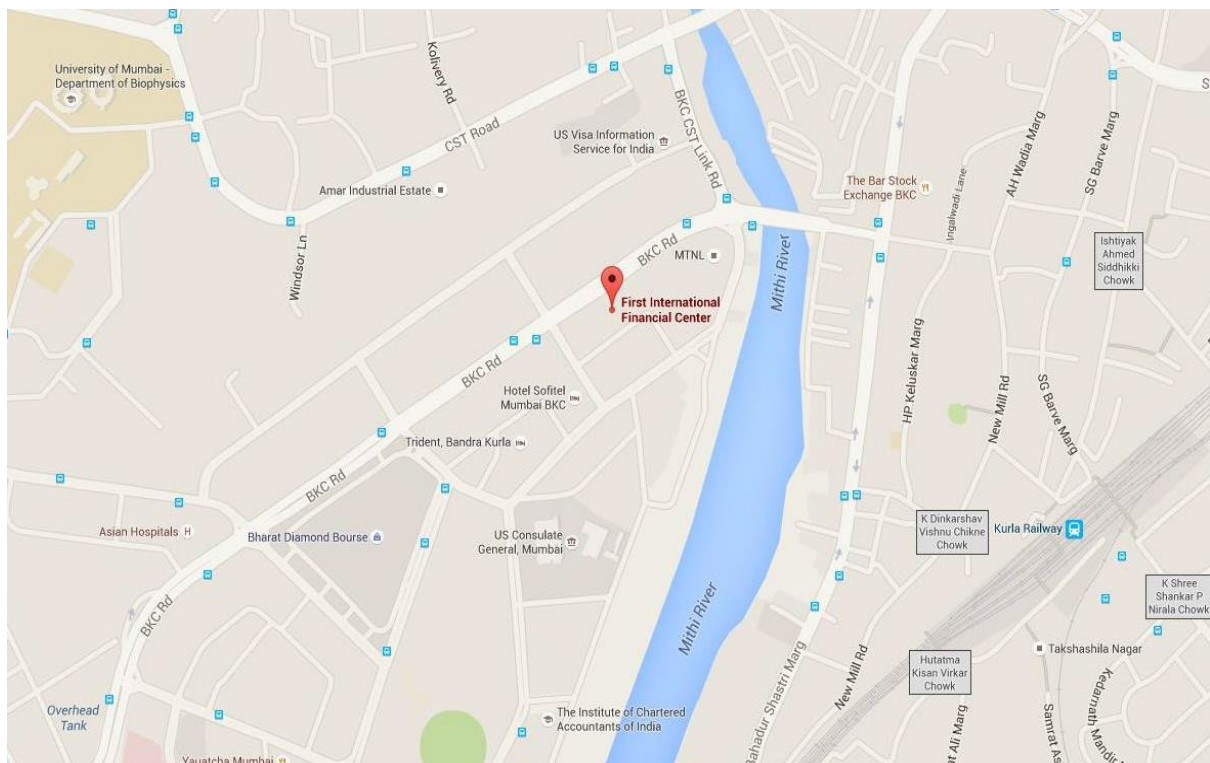 University of Mumbai -
Department of Biophysics
Kolivery Rd
CST Road
BKC CST Link Rd
US Visa Information
Service for India
Amar Industrial Estate
Windsor Ln
The Bar Stock
Exchange BKC
Ingalwadi Lane
AH Wadia Marg
SG Barve Marg
S
Ishtiyak
Ahmed
Siddhikki
Chowk
BKC Rd
MTNL
Mithi River
First International
Financial Center
BKC Rd
HP Keluskar Marg
New Mill Rd
SG Barve Marg
Hotel Sofitel
Mumbai BKC
Trident, Bandra Kurla
BKC Rd
Asian Hospitals
Bharat Diamond Bourse
US Consulate
General, Mumbai
K Dinkarshav
Vishnu Chikne
Chowk
Kurla Railway
K Shree
Shankar P
Nirala Chowk
BKC Rd
Mithi River
Bahadur Shastri Marg
New Mill Rd
Hutatma
Kisan Virkar
Chowk
Takshashila Nagar
Kedarnath Mandir
Samrat As
at Ali Marg
Overhead
Tank
The Institute of Chartered
Accountants of India
Yauatcha Mumbai